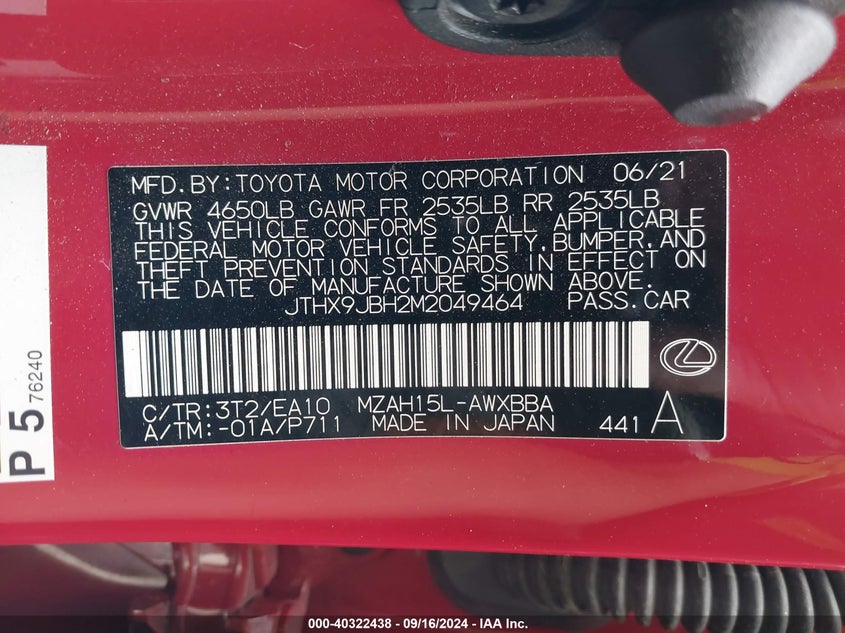 MFD.BY:TOYOTA MOTOR CORPORATION 06/21
GVWR 4650LB GAWR FR 2535LB RR 2535LB
THIS VEHICLE CONFORMS TO ALL APPLICABLE
FEDERAL MOTOR VEHICLE SAFETY,BUMPER,AND
THEFT PREVENTION STANDARDS IN EFFECT ON
THE DATE OF MANUFACTURE SHOWN ABOVE.
JTHX9JBH2M2049464 PASS.CAR
C/TR:3T2/EA10 MZAH15L-AWXBBA
A/TM:-01A/P711 MADE IN JAPAN 441 A
P 5 76240
000-40322438 - 09/16/2024 - IAA Inc.